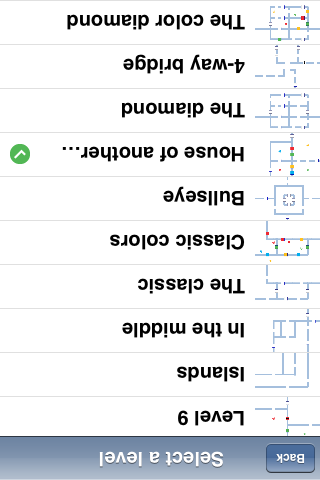 Back
Select a level
Level 9
Islands
In the middle
The classic
Classic colors
Bullseye
House of another...
The diamond
4-way bridge
The color diamond